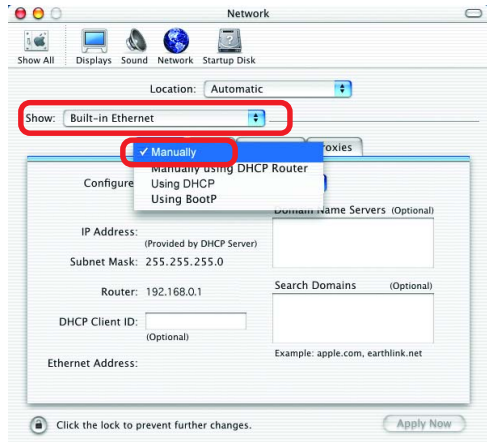 Network
Show All Displays Sound Network Startup Disk
Location: Automatic
Show: Built-in Ethernet
✓ Manually
Manually using DHCP Router
Using DHCP
Using BootP
oxies
Configure
Domain Name Servers (Optional)
IP Address:
(Provided by DHCP Server)
Subnet Mask: 255.255.255.0
Router: 192.168.0.1
Search Domains (Optional)
DHCP Client ID:
(Optional)
Example: apple.com, earthlink.net
Ethernet Address:
Click the lock to prevent further changes.
Apply Now